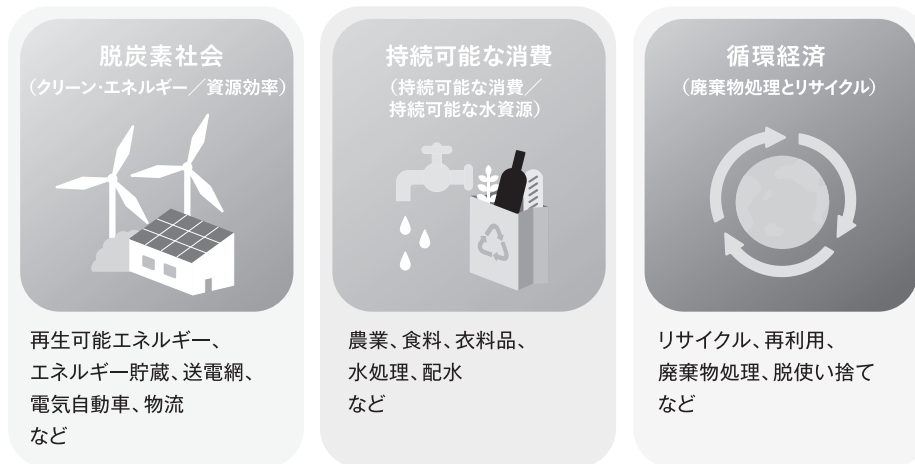 脱炭素社会
（クリーン・エネルギー／資源効率）
再生可能エネルギー、
エネルギー貯蔵、送電網、
電気自動車、物流
など
持続可能な消費
（持続可能な消費／
持続可能な水資源）
農業、食料、衣料品、
水処理、配水
など
循環経済
（廃棄物処理とリサイクル）
リサイクル、再利用、
廃棄物処理、脱使い捨て
など